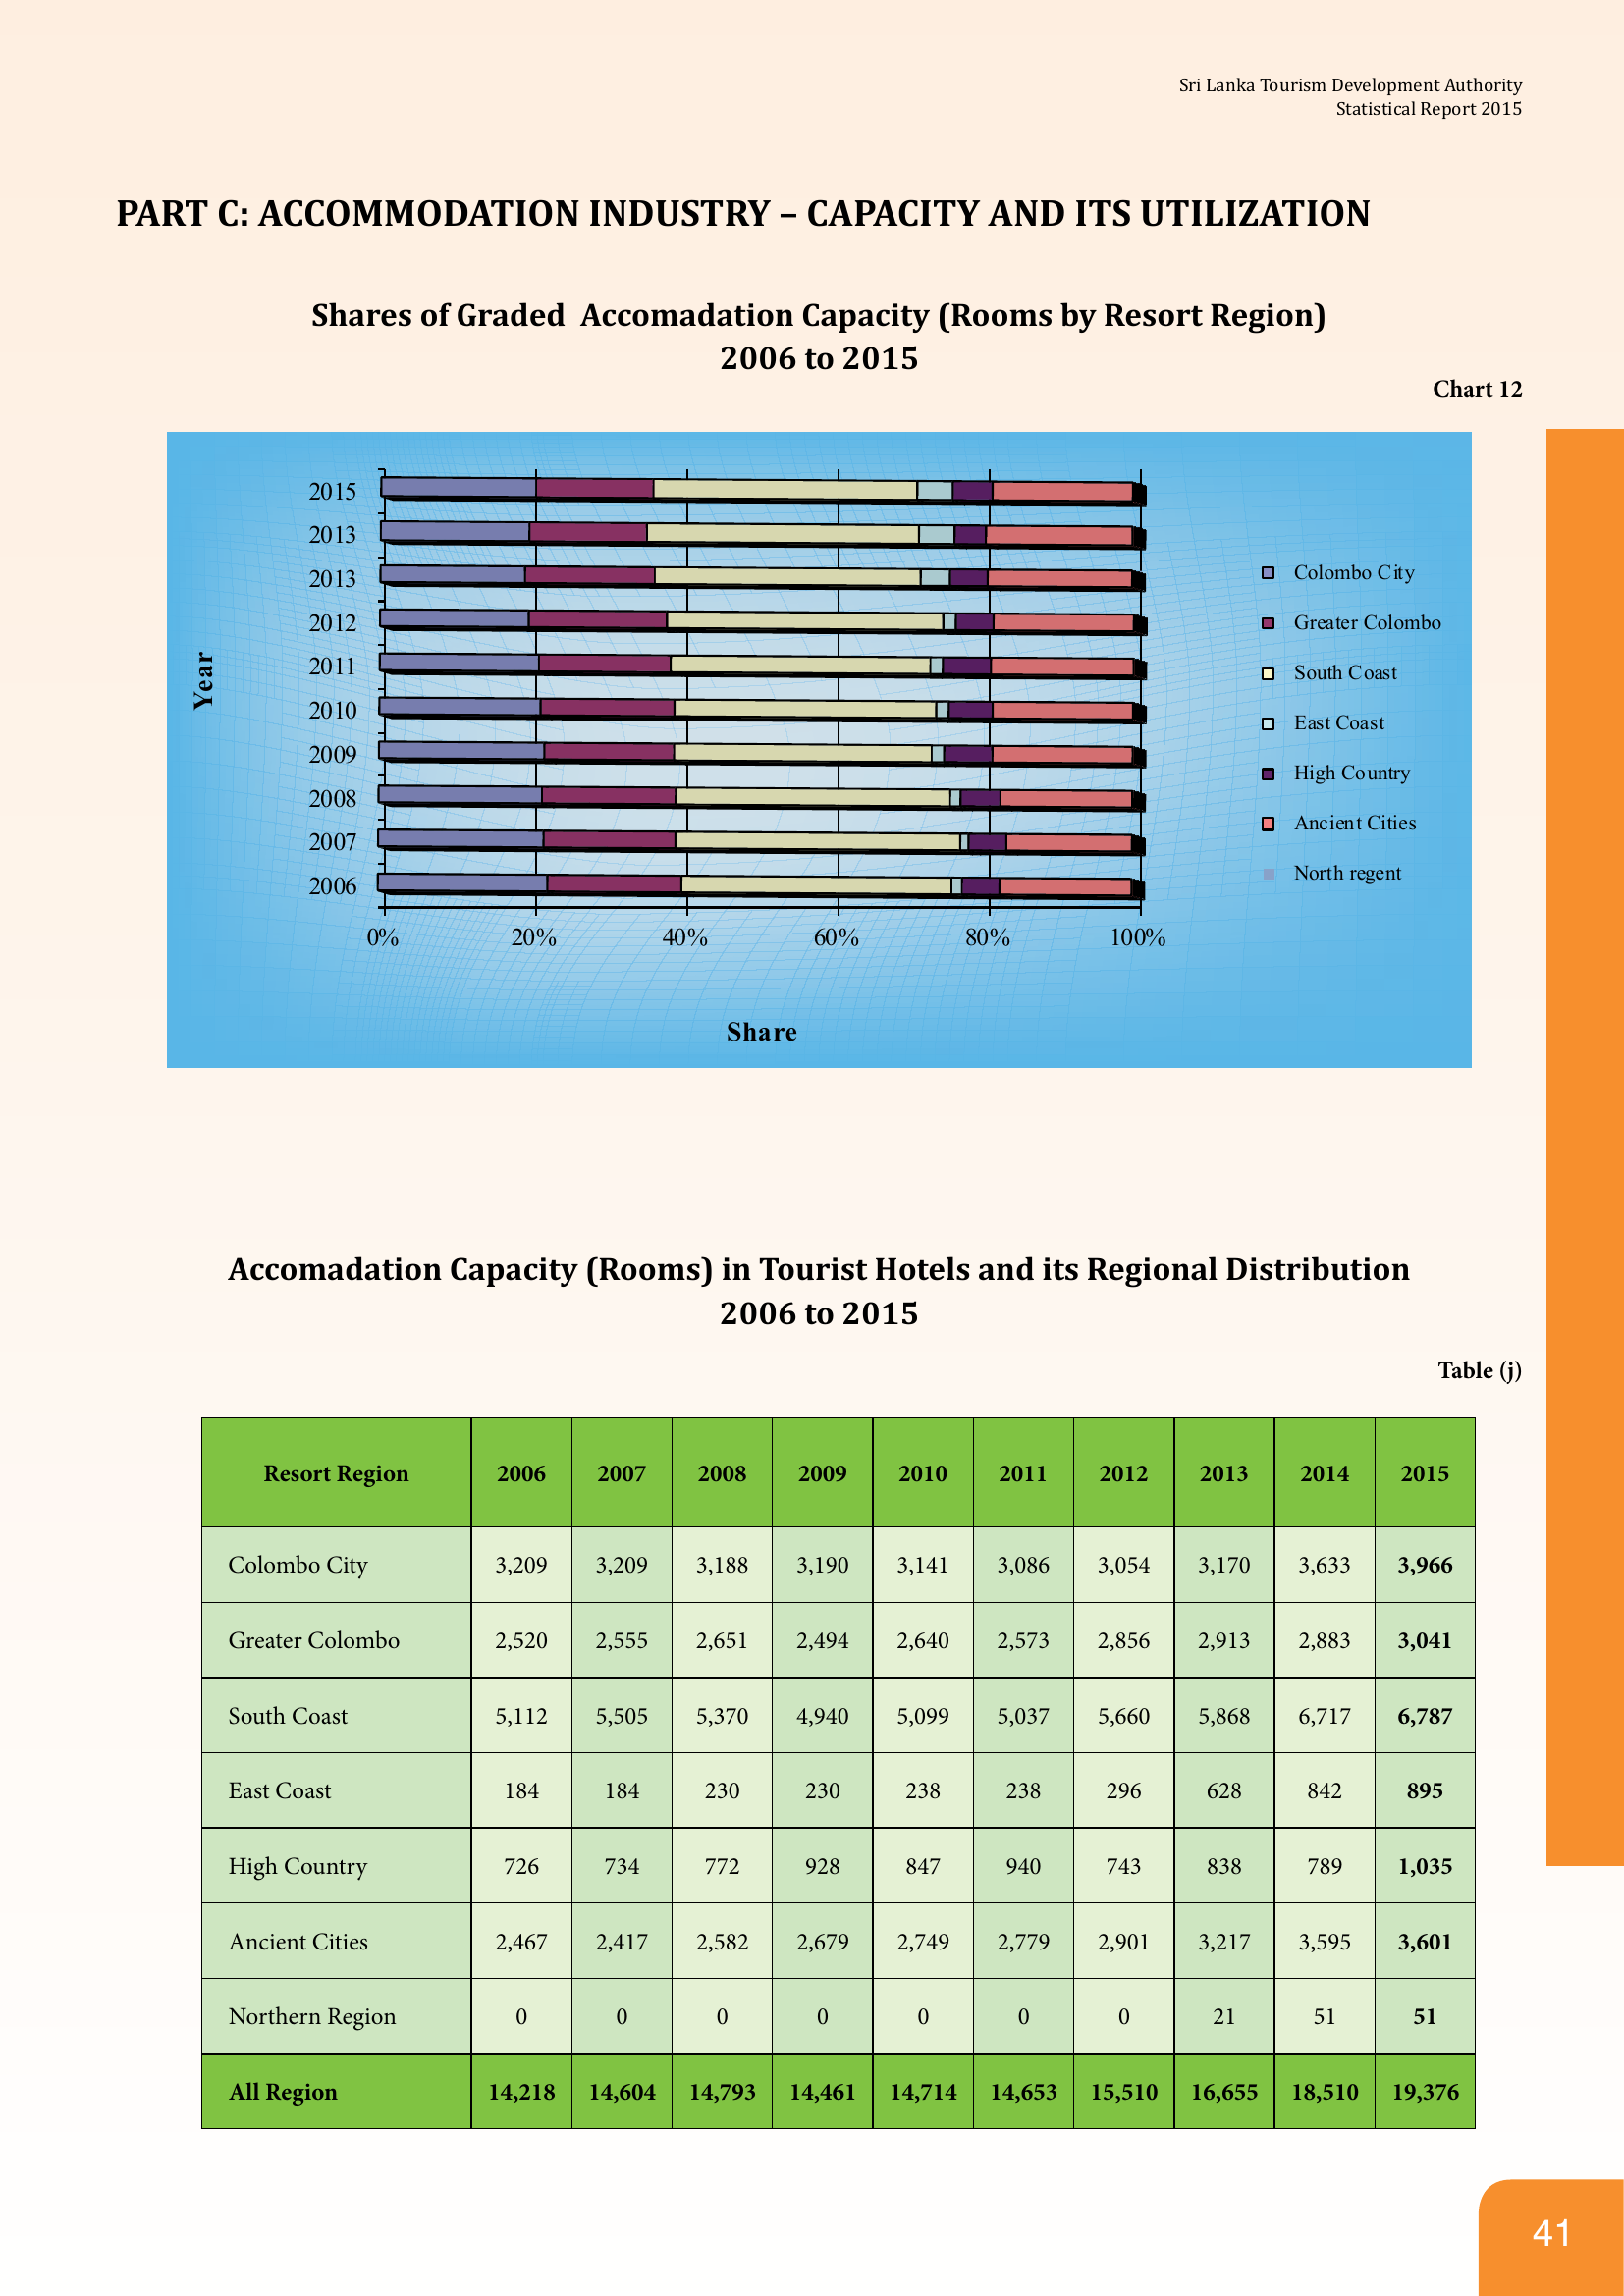 Sri Lanka Tourism Development Authority
Statistical Report 2015
PART C: ACCOMMODATION INDUSTRY – CAPACITY AND ITS UTILIZATION
Shares of Graded  Accomadation Capacity (Rooms by Resort Region)
2006 to 2015
Chart 12
Year
2015
2013
2013
2012
2011
2010
2009
2008
2007
2006
0% 20% 40% 60% 80% 100%
Share
Colombo City
Greater Colombo
South Coast
East Coast
High Country
Ancient Cities
North regent
Accomadation Capacity (Rooms) in Tourist Hotels and its Regional Distribution
2006 to 2015
Table (j)
Resort Region 2006 2007 2008 2009 2010 2011 2012 2013 2014 2015
Colombo City 3,209 3,209 3,188 3,190 3,141 3,086 3,054 3,170 3,633 3,966
Greater Colombo 2,520 2,555 2,651 2,494 2,640 2,573 2,856 2,913 2,883 3,041
South Coast 5,112 5,505 5,370 4,940 5,099 5,037 5,660 5,868 6,717 6,787
East Coast 184 184 230 230 238 238 296 628 842 895
High Country 726 734 772 928 847 940 743 838 789 1,035
Ancient Cities 2,467 2,417 2,582 2,679 2,749 2,779 2,901 3,217 3,595 3,601
Northern Region 0 0 0 0 0 0 0 21 51 51
All Region 14,218 14,604 14,793 14,461 14,714 14,653 15,510 16,655 18,510 19,376
41